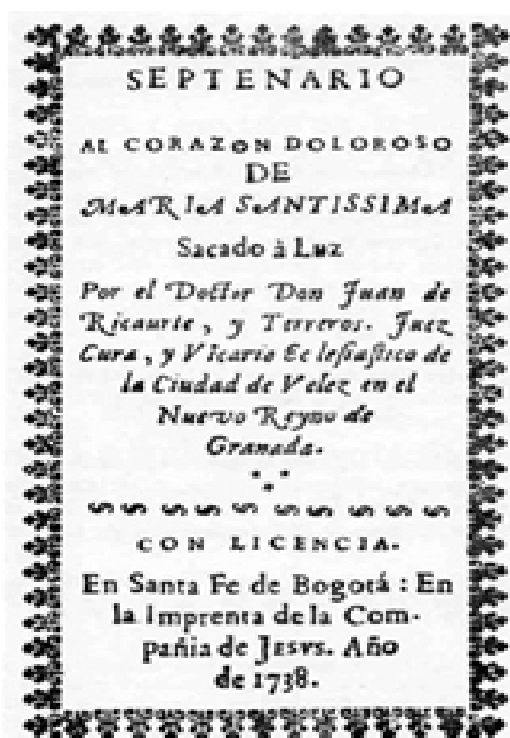 SEPTENARIO
AL CORAZON DOLOROSO
DE
MARIA SANTISSIMA
Sacado à Luz
Por el Doctor Don Juan de
Ricaurte, y Terreros. Juez
Cura, y Vicario Eclesiastico de
la Ciudad de Velez en el
Nuevo Reyno de
Granada.
CON LICENCIA.
En Santa Fe de Bogotá : En
la Imprenta de la Com-
pañia de JESVS. Año
de 1738.